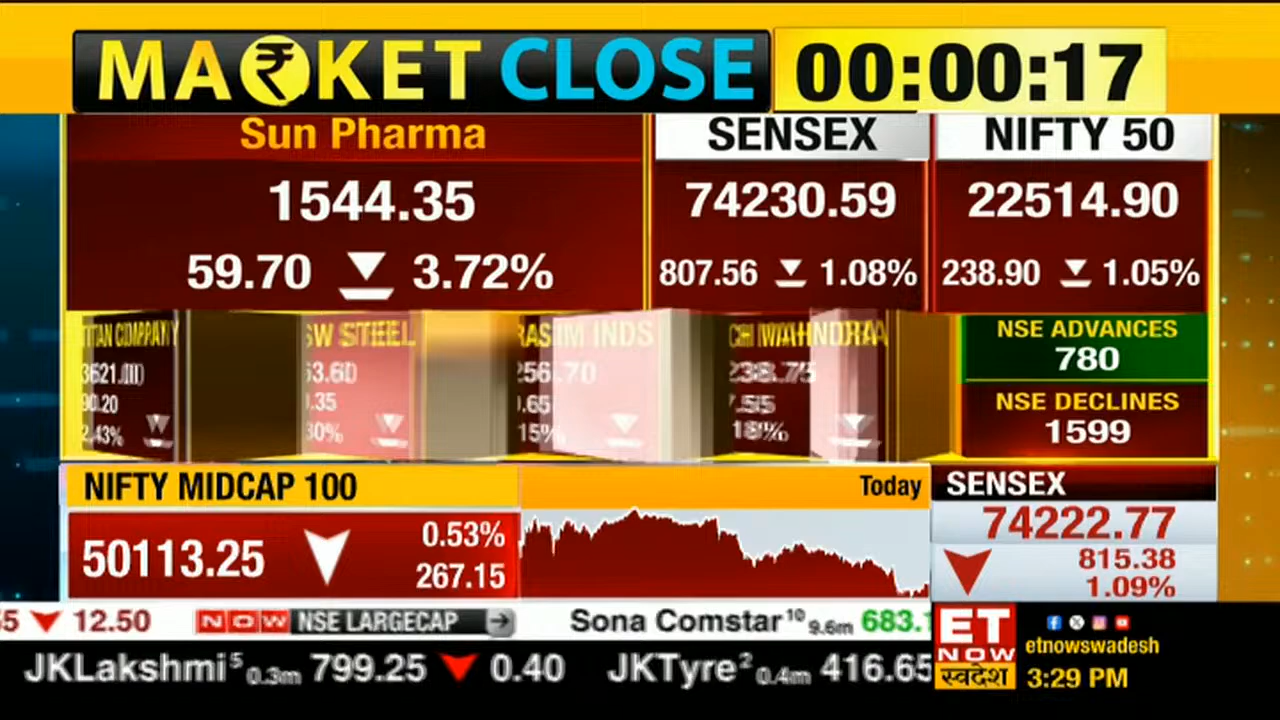 MA₹KET CLOSE 00:00:17
Sun Pharma
1544.35
59.70 3.72%
SENSEX
74230.59
807.56 1.08%
NIFTY 50
22514.90
238.90 1.05%
NSE ADVANCES
780
NSE DECLINES
1599
NIFTY MIDCAP 100
50113.25
0.53%
267.15
Today
SENSEX
74222.77
815.38
1.09%
12.50 NOW NSE LARGECAP Sona Comstar 10 9.6m
JKLakshmi 5 0.3m 799.25 0.40 JKTyre 2 0.4m 416.65
ET
NOW
स्वदेश
etnowswadesh
3:29 PM